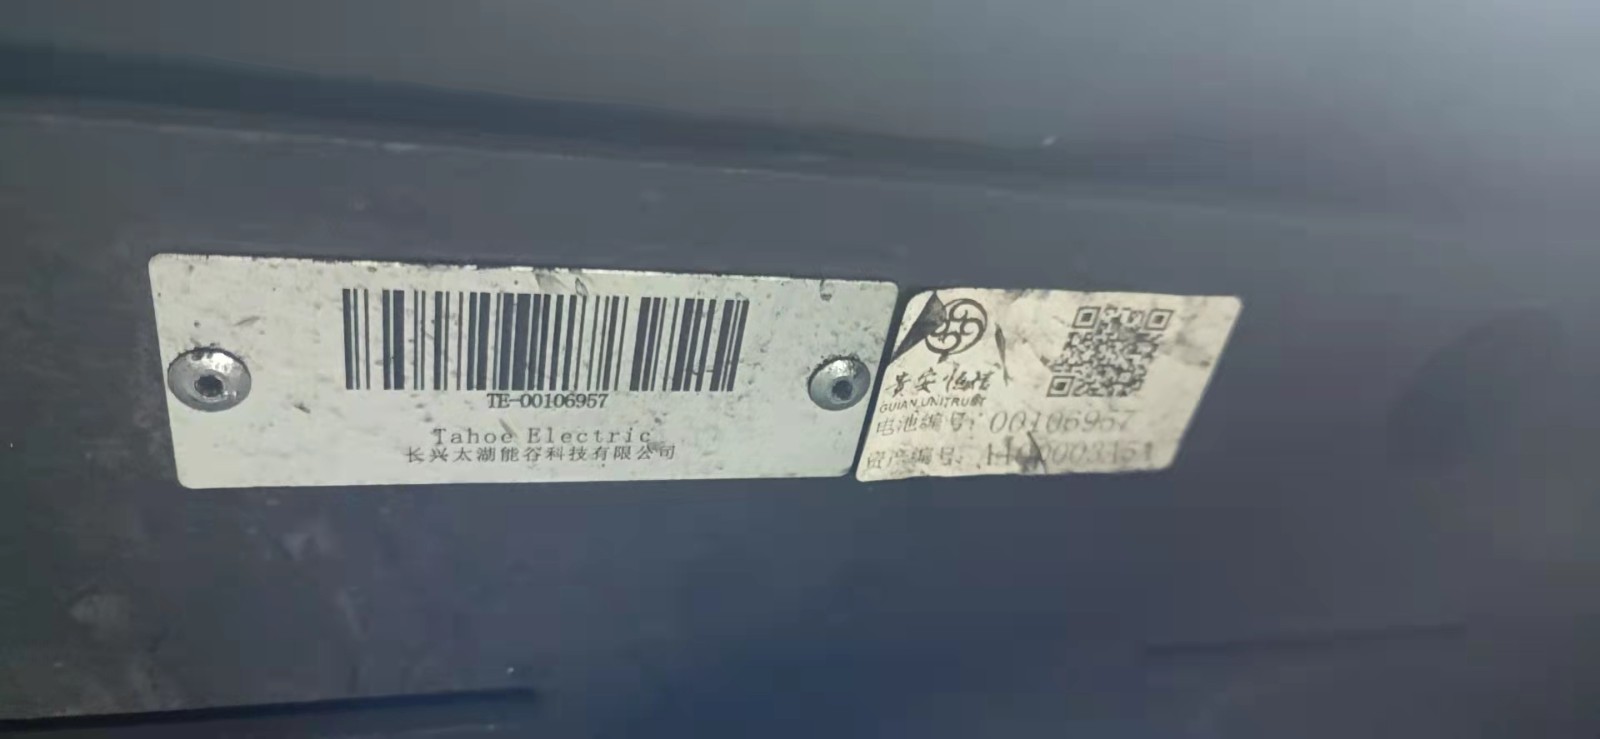 TE-00106957
Tahoe Electric
长兴太湖能谷科技有限公司
贵安恒信
GUIAN UNITRUST
电池编号: 00106957
资产编号: